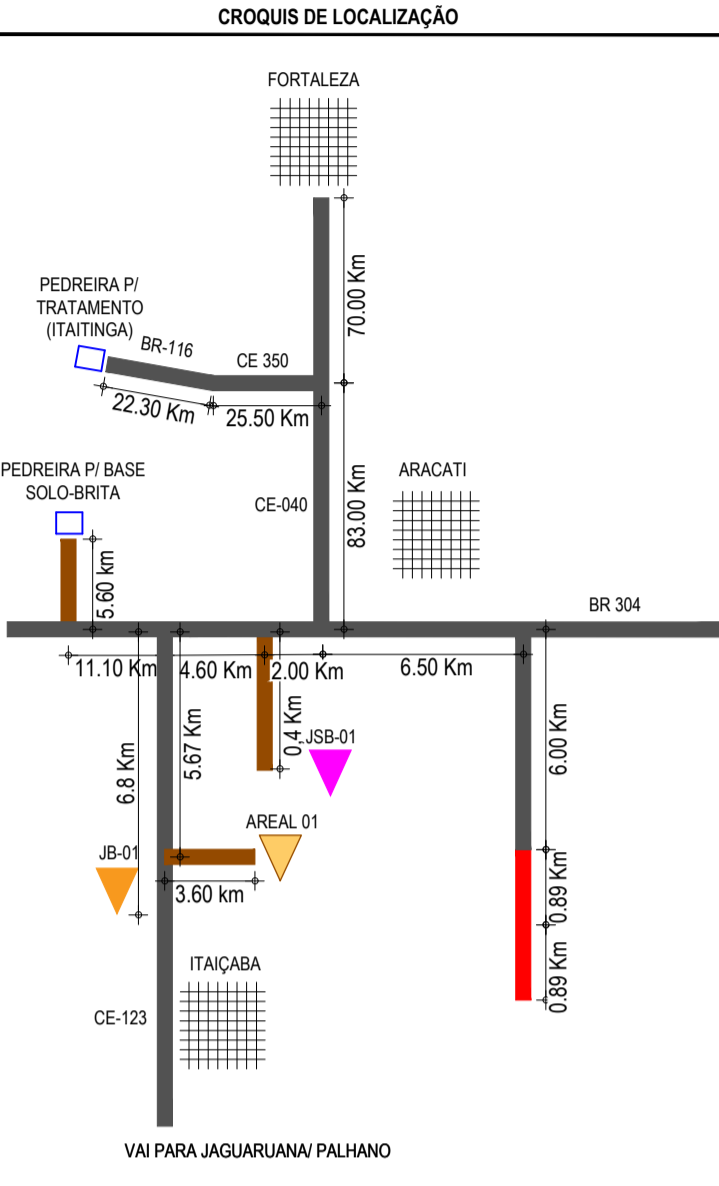 CROQUIS DE LOCALIZAÇÃO
FORTALEZA
70.00 Km
PEDREIRA P/
TRATAMENTO
(ITAITINGA)
BR-116
CE 350
22.30 Km
25.50 Km
PEDREIRA P/ BASE
SOLO-BRITA
CE-040
83.00 Km
ARACATI
5.60 km
BR 304
11.10 Km
4.60 Km
2.00 Km
6.50 Km
6.8 Km
5.67 Km
0.4 Km
JSB-01
6.00 Km
AREAL 01
JB-01
3.60 km
0.89 Km
0.89 Km
ITAIÇABA
CE-123
VAI PARA JAGUARUANA/ PALHANO